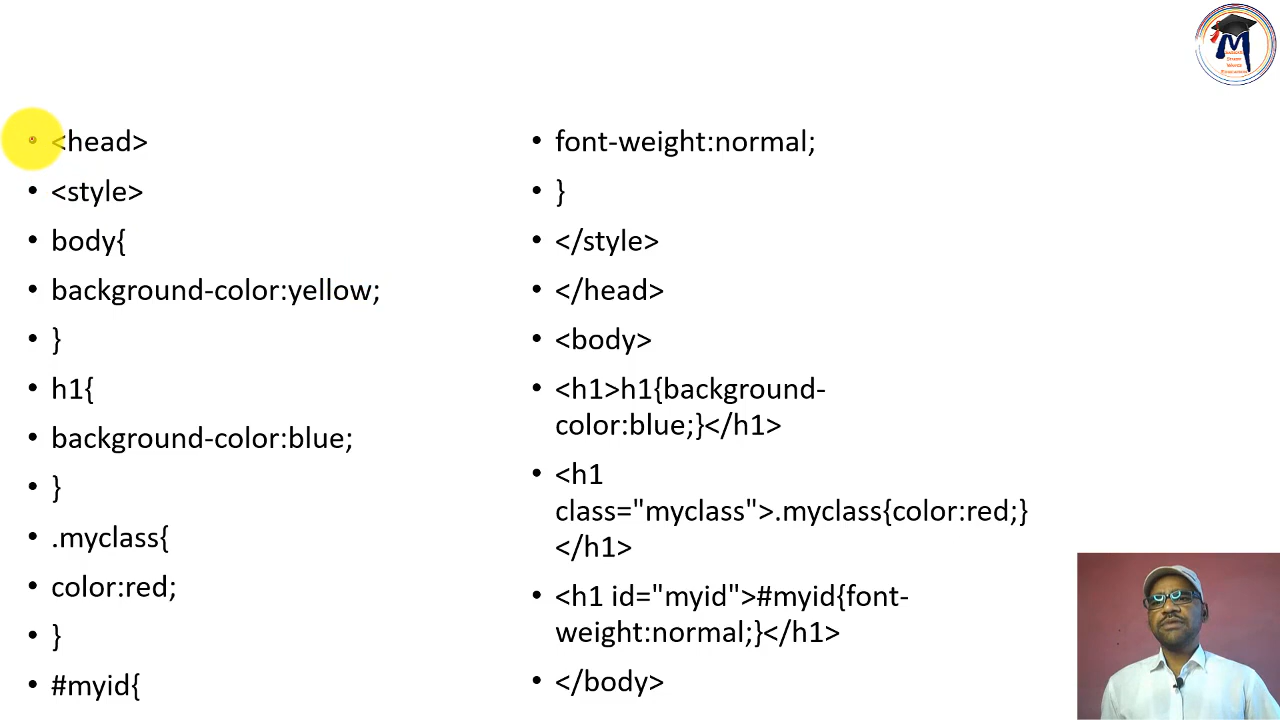 <head>
<style>
body{
background-color:yellow;
}
h1{
background-color:blue;
}
.myclass{
color:red;
}
#myid{
font-weight:normal;
}
</style>
</head>
<body>
<h1>h1{background-
color:blue;}</h1>
<h1
class="myclass">.myclass{color:red;}
</h1>
<h1 id="myid">#myid{font-
weight:normal;}</h1>
</body>